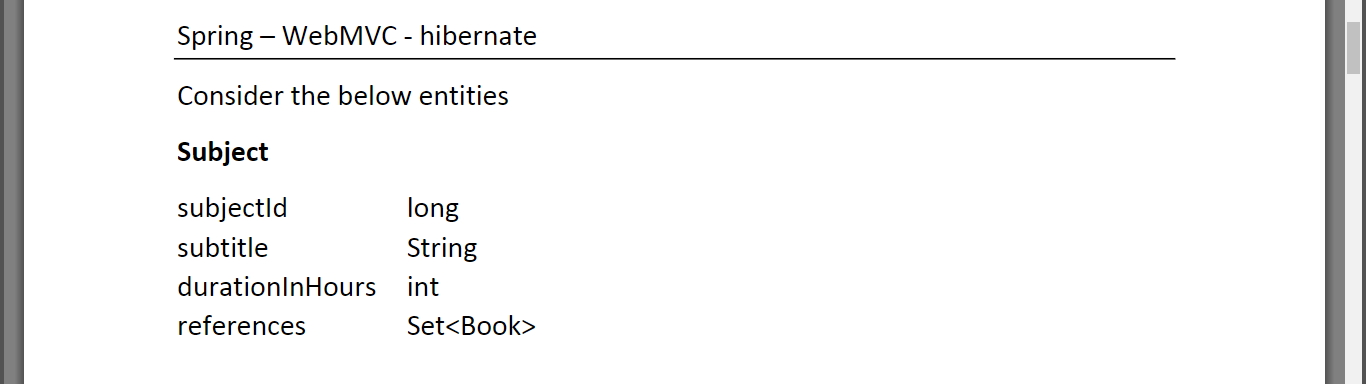 Spring – WebMVC - hibernate
Consider the below entities
Subject
subjectId long
subtitle String
durationInHours int
references Set<Book>